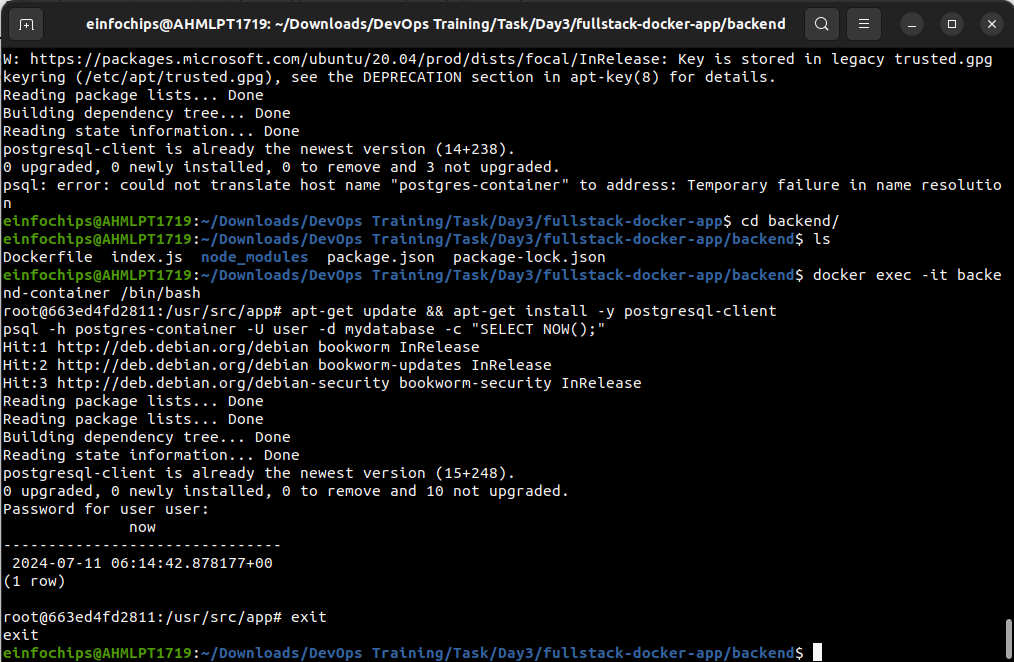 einfochips@AHMLPT1719: ~/Downloads/DevOps Training/Task/Day3/fullstack-docker-app/backend
W: https://packages.microsoft.com/ubuntu/20.04/prod/dists/focal/InRelease: Key is stored in legacy trusted.gpg
keyring (/etc/apt/trusted.gpg), see the DEPRECATION section in apt-key(8) for details.
Reading package lists... Done
Building dependency tree... Done
Reading state information... Done
postgresql-client is already the newest version (14+238).
0 upgraded, 0 newly installed, 0 to remove and 3 not upgraded.
psql: error: could not translate host name "postgres-container" to address: Temporary failure in name resolutio
n
einfochips@AHMLPT1719:~/Downloads/DevOps Training/Task/Day3/fullstack-docker-app$ cd backend/
einfochips@AHMLPT1719:~/Downloads/DevOps Training/Task/Day3/fullstack-docker-app/backend$ ls
Dockerfile  index.js  node_modules  package.json  package-lock.json
einfochips@AHMLPT1719:~/Downloads/DevOps Training/Task/Day3/fullstack-docker-app/backend$ docker exec -it backe
nd-container /bin/bash
root@663ed4fd2811:/usr/src/app# apt-get update && apt-get install -y postgresql-client
psql -h postgres-container -U user -d mydatabase -c "SELECT NOW();"
Hit:1 http://deb.debian.org/debian bookworm InRelease
Hit:2 http://deb.debian.org/debian bookworm-updates InRelease
Hit:3 http://deb.debian.org/debian-security bookworm-security InRelease
Reading package lists... Done
Reading package lists... Done
Building dependency tree... Done
Reading state information... Done
postgresql-client is already the newest version (15+248).
0 upgraded, 0 newly installed, 0 to remove and 10 not upgraded.
Password for user user:
              now
-------------------------------
 2024-07-11 06:14:42.878177+00
(1 row)
root@663ed4fd2811:/usr/src/app# exit
exit
einfochips@AHMLPT1719:~/Downloads/DevOps Training/Task/Day3/fullstack-docker-app/backend$